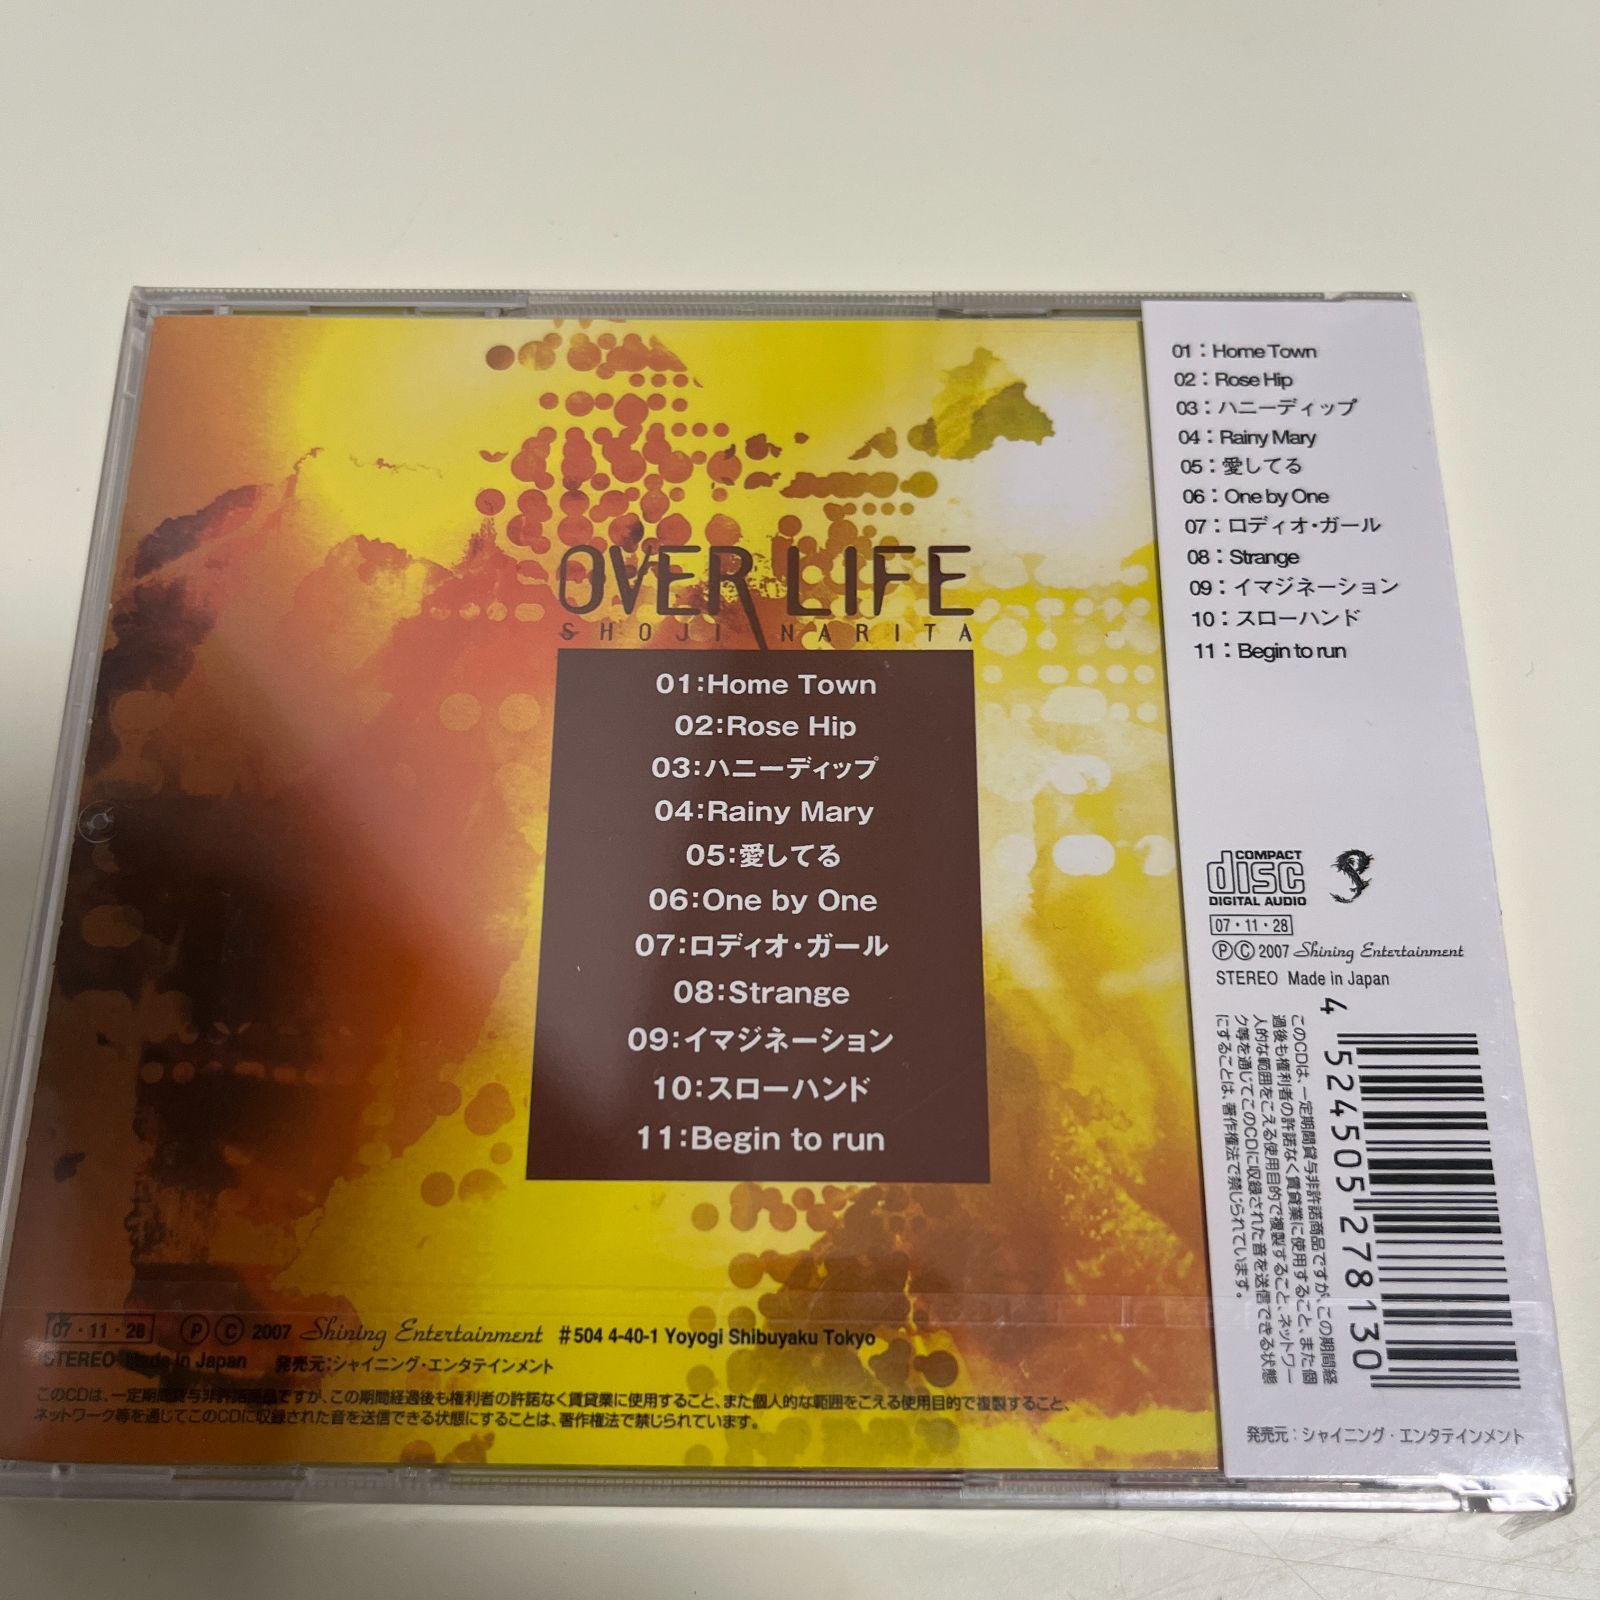 OVER LIFE
SHOJI NARITA
01:Home Town
02:Rose Hip
03:ハニーディップ
04:Rainy Mary
05:愛してる
06:One by One
07:ロディオ・ガール
08:Strange
09:イマジネーション
10:スローハンド
11:Begin to run
07・11・28 Ⓟ Ⓒ 2007 Shining Entertainment #504 4-40-1 Yoyogi Shibuyaku Tokyo
STEREO Made in Japan 発売元:シャイニング・エンタテインメント
このCDは、一定期間貸与非許諾商品ですが、この期間経過後も権利者の許諾なく賃貸業に使用すること、また個人的な範囲をこえる使用目的で複製すること、
ネットワーク等を通じてこのCDに収録された音を送信できる状態にすることは、著作権法で禁じられています。
01:Home Town
02:Rose Hip
03:ハニーディップ
04:Rainy Mary
05:愛してる
06:One by One
07:ロディオ・ガール
08:Strange
09:イマジネーション
10:スローハンド
11:Begin to run
COMPACT
disc
DIGITAL AUDIO
07・11・28
ⓅⒸ 2007 Shining Entertainment
STEREO Made in Japan
4 524505 278130
このCDは、一定期間貸与非許諾商品ですが、この期間経
過後も権利者の許諾なく賃貸業に使用すること、また個
人的な範囲をこえる使用目的で複製すること、ネットワー
ク等を通じてこのCDに収録された音を送信できる状態
にすることは、著作権法で禁じられています。
発売元:シャイニング・エンタテインメント